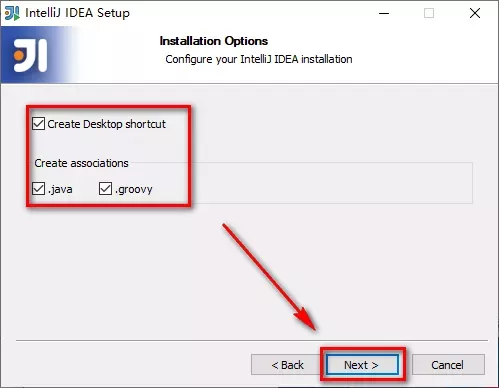 IntelliJ IDEA Setup
Installation Options
Configure your IntelliJ IDEA installation
Create Desktop shortcut
Create associations
.java .groovy
< Back Next > Cancel